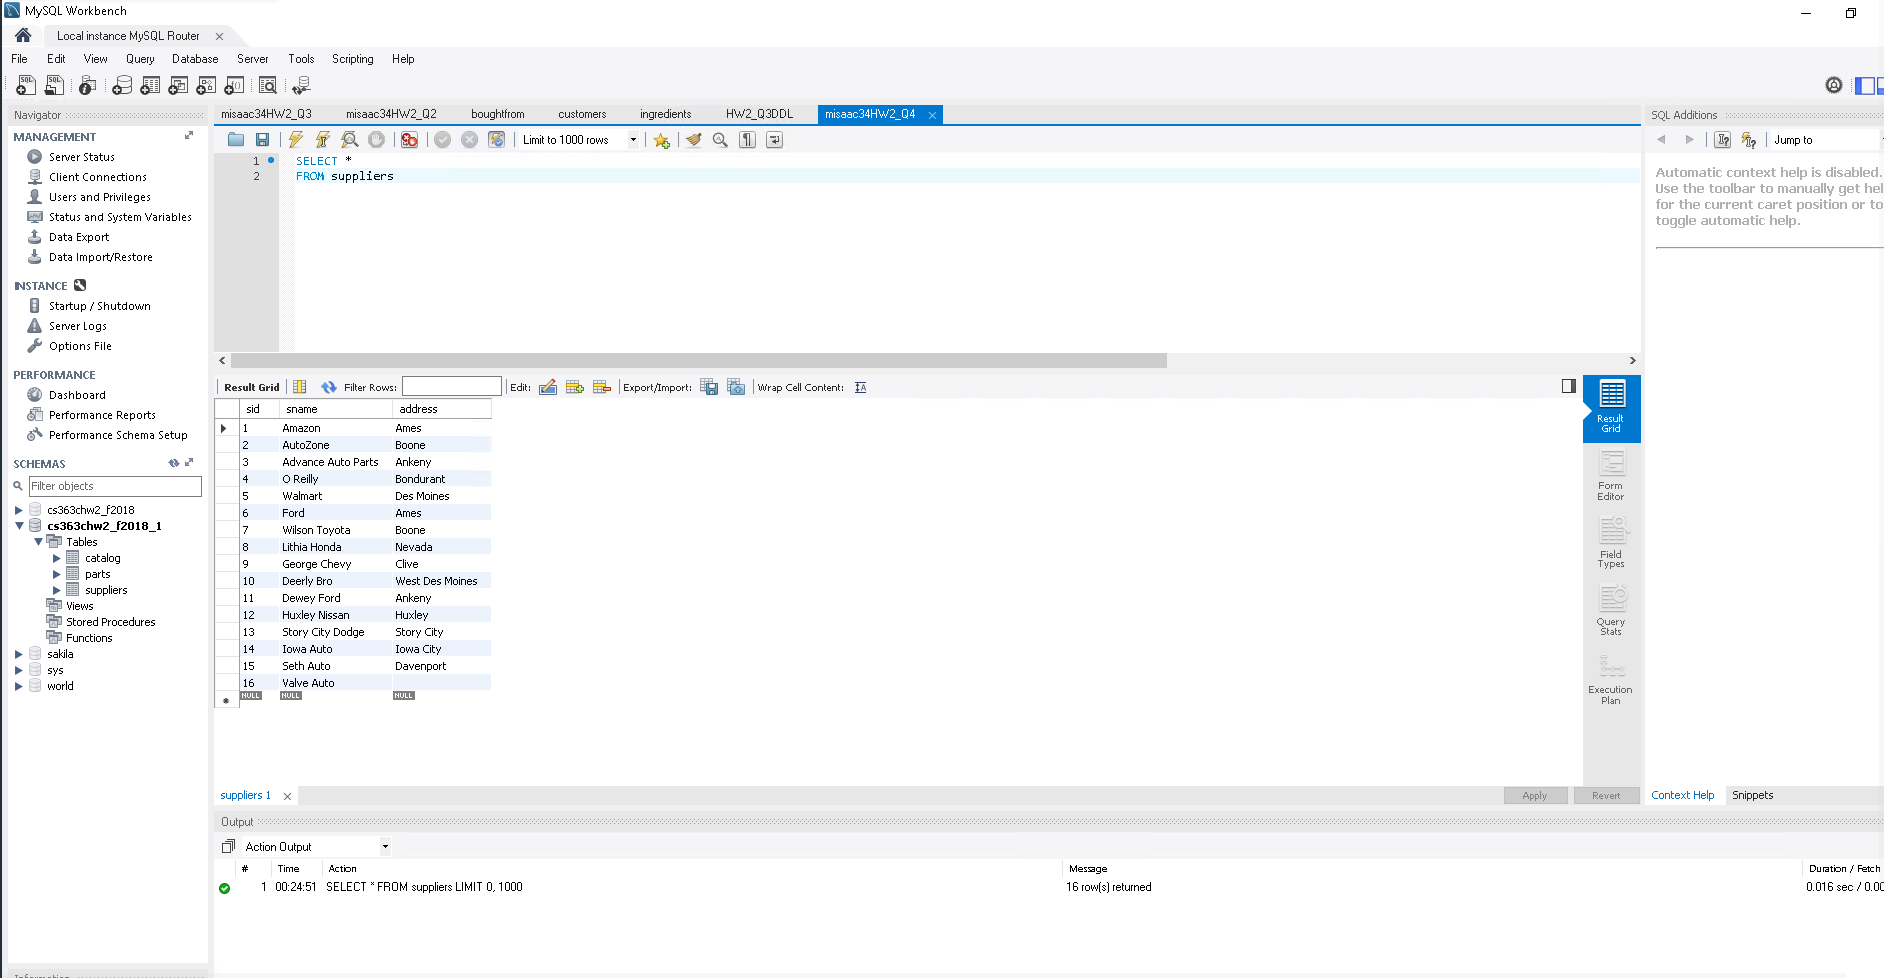 MySQL Workbench
Local instance MySQL Router
File Edit View Query Database Server Tools Scripting Help
Navigator
MANAGEMENT
Server Status
Client Connections
Users and Privileges
Status and System Variables
Data Export
Data Import/Restore
INSTANCE
Startup / Shutdown
Server Logs
Options File
PERFORMANCE
Dashboard
Performance Reports
Performance Schema Setup
SCHEMAS
Filter objects
cs363chw2_f2018
cs363chw2_f2018_1
Tables
catalog
parts
suppliers
Views
Stored Procedures
Functions
sakila
sys
world
misaac34HW2_Q3 misaac34HW2_Q2 boughtfrom customers ingredients HW2_Q3DDL misaac34HW2_Q4
Limit to 1000 rows
1 SELECT *
2 FROM suppliers
Result Grid Filter Rows: Edit: Export/Import: Wrap Cell Content:
sid sname address
1 Amazon Ames
2 AutoZone Boone
3 Advance Auto Parts Ankeny
4 O Reilly Bondurant
5 Walmart Des Moines
6 Ford Ames
7 Wilson Toyota Boone
8 Lithia Honda Nevada
9 George Chevy Clive
10 Deerly Bro West Des Moines
11 Dewey Ford Ankeny
12 Huxley Nissan Huxley
13 Story City Dodge Story City
14 Iowa Auto Iowa City
15 Seth Auto Davenport
16 Valve Auto
NULL NULL NULL
Result
Grid
Form
Editor
Field
Types
Query
Stats
Execution
Plan
suppliers 1
Apply Revert
SQL Additions
Jump to
Automatic context help is disabled.
Use the toolbar to manually get hel
for the current caret position or to
toggle automatic help.
Context Help Snippets
Output
Action Output
# Time Action Message Duration / Fetch
1 00:24:51 SELECT * FROM suppliers LIMIT 0, 1000 16 row(s) returned 0.016 sec / 0.00